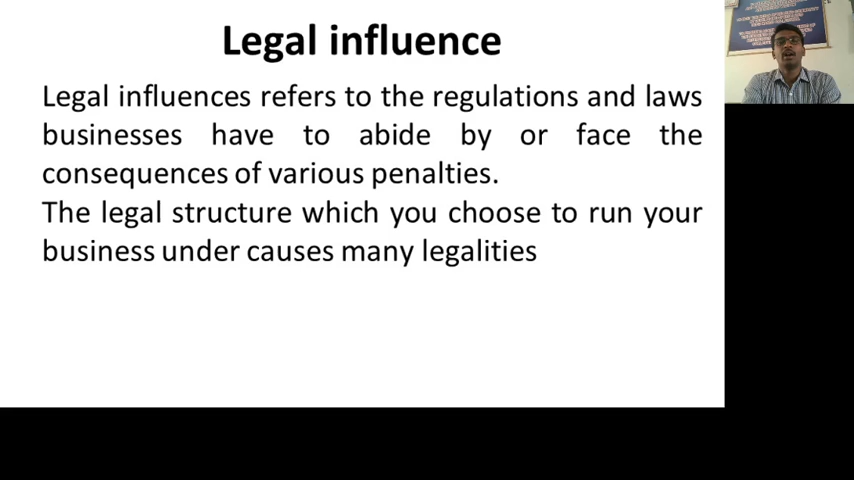 Legal influence
Legal influences refers to the regulations and laws
businesses have to abide by or face the
consequences of various penalties.
The legal structure which you choose to run your
business under causes many legalities